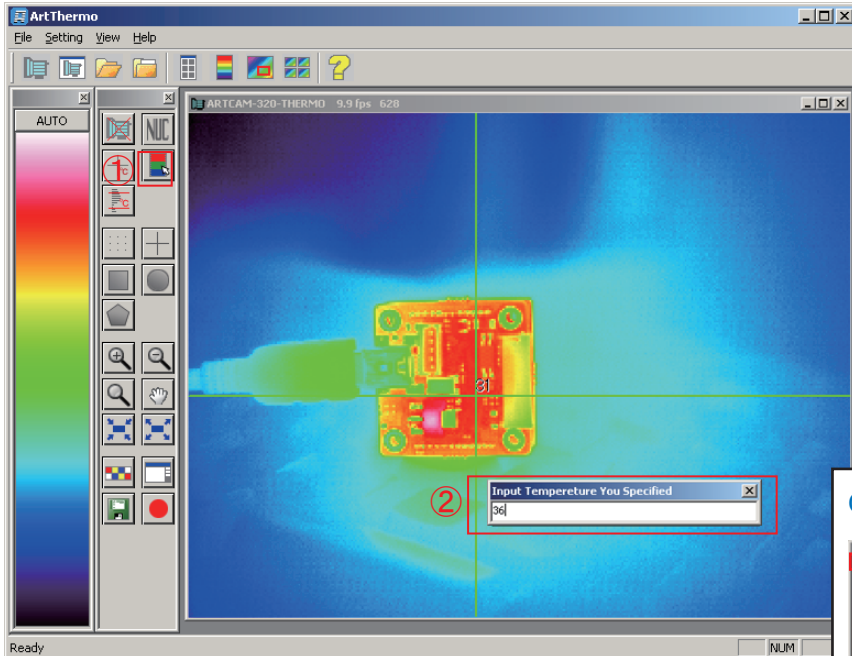 ArtThermo
File Setting View Help
AUTO
NUC
①
°C
°C
ARTCAM-320-THERMO 9.9 fps 628
31
②
Input Tempereture You Specified
36
Ready
NUM